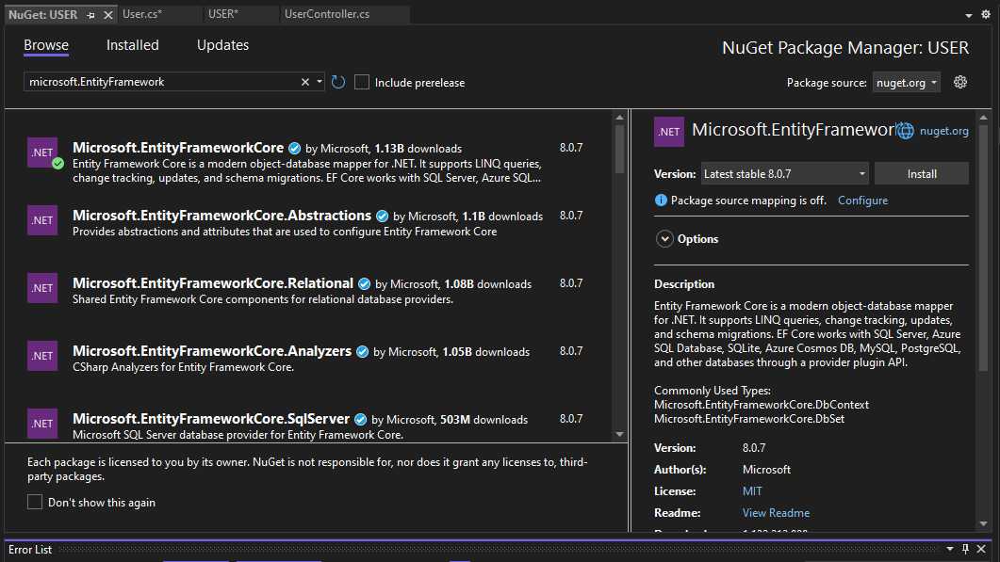 NuGet: USER
User.cs*
USER*
UserController.cs
Browse
Installed
Updates
NuGet Package Manager: USER
microsoft.EntityFramework
Include prerelease
Package source:
nuget.org
.NET
Microsoft.EntityFrameworkCore by Microsoft, 1.13B downloads
8.0.7
Entity Framework Core is a modern object-database mapper for .NET. It supports LINQ queries,
change tracking, updates, and schema migrations. EF Core works with SQL Server, Azure SQL...
.NET
Microsoft.EntityFrameworkCore.Abstractions by Microsoft, 1.1B downloads
8.0.7
Provides abstractions and attributes that are used to configure Entity Framework Core
.NET
Microsoft.EntityFrameworkCore.Relational by Microsoft, 1.08B downloads
8.0.7
Shared Entity Framework Core components for relational database providers.
.NET
Microsoft.EntityFrameworkCore.Analyzers by Microsoft, 1.05B downloads
8.0.7
CSharp Analyzers for Entity Framework Core.
.NET
Microsoft.EntityFrameworkCore.SqlServer by Microsoft, 503M downloads
8.0.7
Microsoft SQL Server database provider for Entity Framework Core.
Each package is licensed to you by its owner. NuGet is not responsible for, nor does it grant any licenses to, third-
party packages.
Don't show this again
.NET
Microsoft.EntityFramewor
nuget.org
Version:
Latest stable 8.0.7
Install
Package source mapping is off. Configure
Options
Description
Entity Framework Core is a modern object-database mapper
for .NET. It supports LINQ queries, change tracking, updates,
and schema migrations. EF Core works with SQL Server, Azure
SQL Database, SQLite, Azure Cosmos DB, MySQL, PostgreSQL,
and other databases through a provider plugin API.
Commonly Used Types:
Microsoft.EntityFrameworkCore.DbContext
Microsoft.EntityFrameworkCore.DbSet
Version: 8.0.7
Author(s): Microsoft
License: MIT
Readme: View Readme
Error List